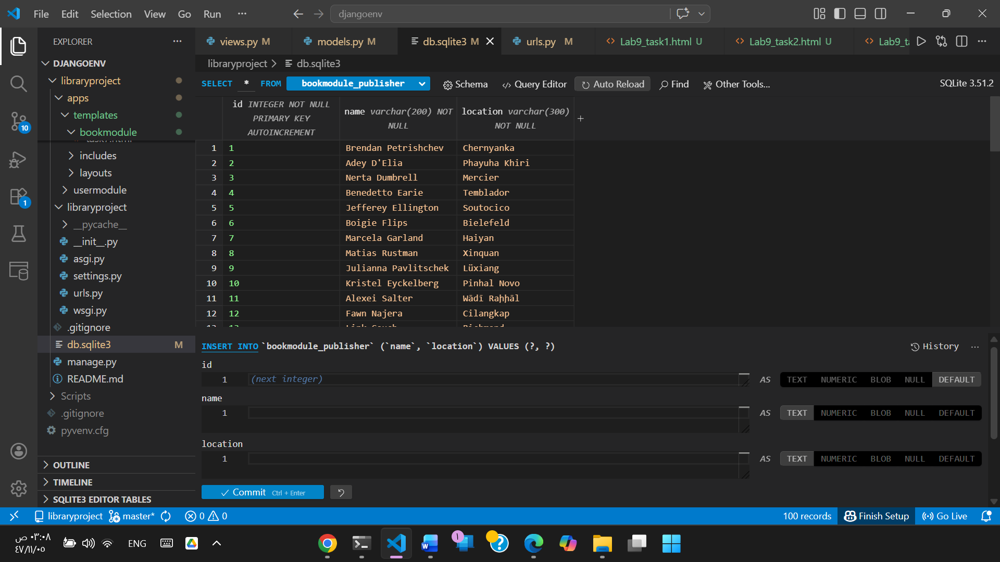 File Edit Selection View Go Run ···
djangoenv
EXPLORER
views.py M
models.py M
db.sqlite3 M
urls.py M
Lab9_task1.html U
Lab9_task2.html U
Lab9_ta
DJANGOENV
libraryproject > db.sqlite3
libraryproject
SELECT * FROM bookmodule_publisher Schema Query Editor Auto Reload Find Other Tools... SQLite 3.51.2
apps
templates
bookmodule
includes
layouts
usermodule
libraryproject
__pycache__
__init__.py
asgi.py
settings.py
urls.py
wsgi.py
.gitignore
db.sqlite3 M
manage.py
README.md
Scripts
.gitignore
pyvenv.cfg
OUTLINE
TIMELINE
SQLITE3 EDITOR TABLES
id INTEGER NOT NULL PRIMARY KEY AUTOINCREMENT
name varchar(200) NOT NULL
location varchar(300) NOT NULL
+
1 1 Brendan Petrishchev Chernyanka
2 2 Adey D'Elia Phayuha Khiri
3 3 Nerta Dumbrell Mercier
4 4 Benedetto Earie Temblador
5 5 Jefferey Ellington Soutocico
6 6 Boigie Flips Bielefeld
7 7 Marcela Garland Haiyan
8 8 Matias Rustman Xinquan
9 9 Julianna Pavlitschek Lüxiang
10 10 Kristel Eyckelberg Pinhal Novo
11 11 Alexei Salter Wādī Raḩḩāl
12 12 Fawn Najera Cilangkap
INSERT INTO `bookmodule_publisher` (`name`, `location`) VALUES (?, ?)
History ···
id
1 (next integer) AS TEXT NUMERIC BLOB NULL DEFAULT
name
1 AS TEXT NUMERIC BLOB NULL DEFAULT
location
1 AS TEXT NUMERIC BLOB NULL DEFAULT
Commit Ctrl + Enter
10
1
libraryproject master* 0 0 100 records Finish Setup Go Live
٠٣:٠٨ ص
٤٧/١١/٠٥
ENG
١